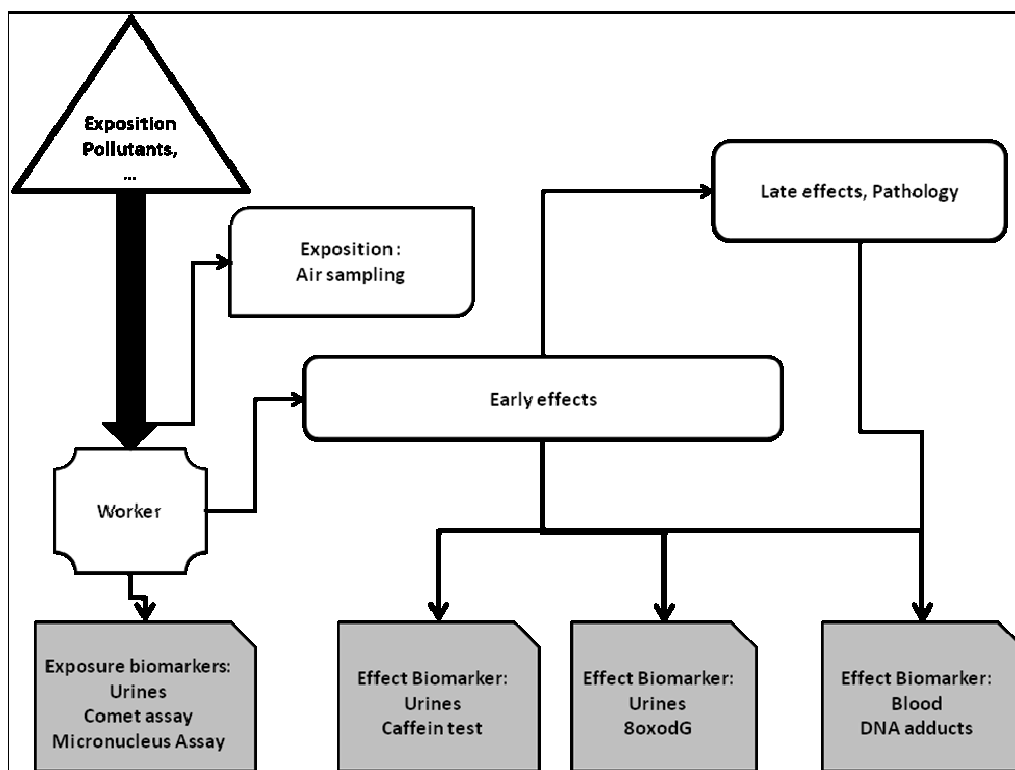 Exposition
Pollutants,
...
Late effects, Pathology
Exposition :
Air sampling
Early effects
Worker
Exposure biomarkers:
Urines
Comet assay
Micronucleus Assay
Effect Biomarker:
Urines
Caffein test
Effect Biomarker:
Urines
8oxodG
Effect Biomarker:
Blood
DNA adducts